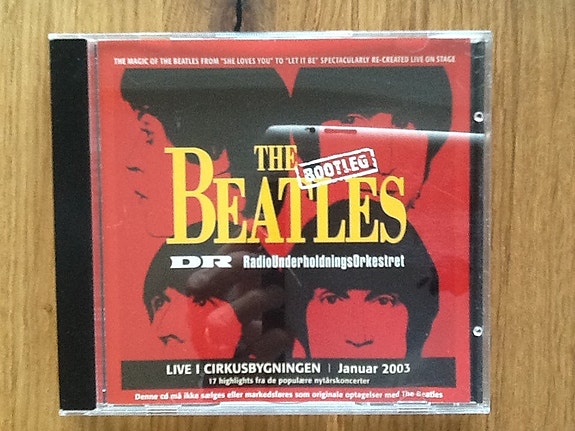 THE MAGIC OF THE BEATLES FROM "SHE LOVES YOU" TO "LET IT BE" SPECTACULARLY RE-CREATED LIVE ON STAGE
THE
BOOTLEG
BEATLES
DR RadioUnderholdningsOrkestret
LIVE I CIRKUSBYGNINGEN | Januar 2003
17 highlights fra de populære nytårskoncerter
Denne cd må ikke sælges eller markedsføres som originale optagelser med The Beatles